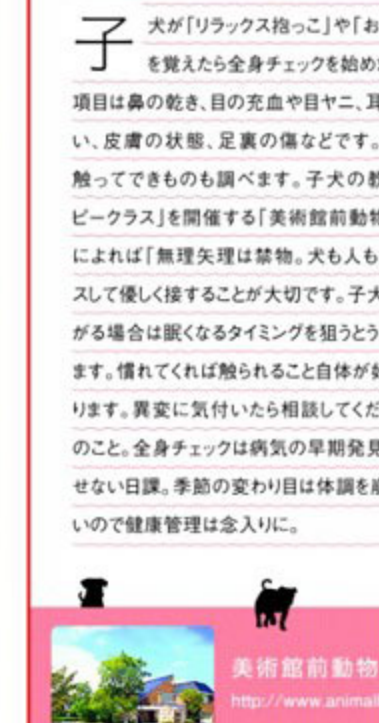 子犬が「リラックス抱っこ」や「お
を覚えたら全身チェックを始め
項目は鼻の乾き、目の充血や目ヤニ、耳
い、皮膚の状態、足裏の傷などです。
触ってできものも調べます。子犬の教
ピークラス」を開催する「美術館前動物
によれば「無理矢理は禁物。犬も人も
スして優しく接することが大切です。子犬
がる場合は眠くなるタイミングを狙うとう
ます。慣れてくれば触られること自体が
ります。異変に気付いたら相談してくだ
のこと。全身チェックは病気の早期発見
せない日課。季節の変わり目は体調を崩
いので健康管理は念入りに。
美術館前動物
http://www.animal